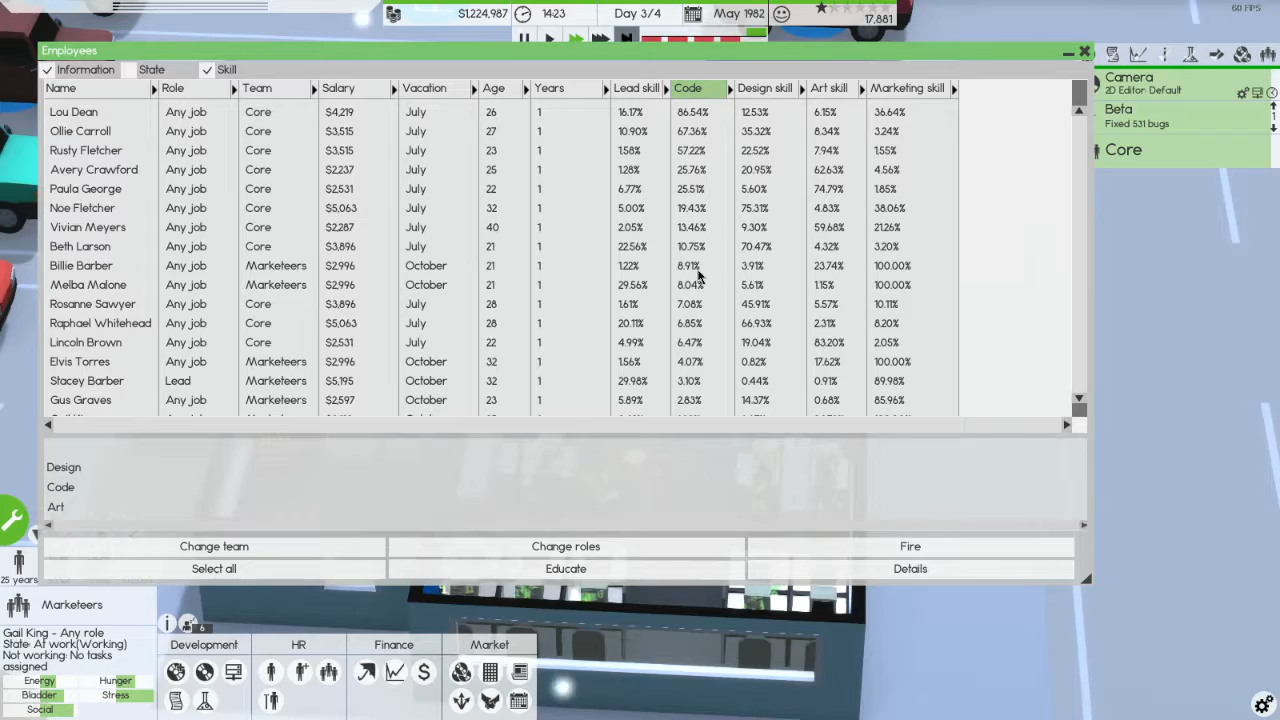 $1,224,987 14:23 Day 3/4 May 1982 17,881
60 FPS
Employees
Information State Skill
Name Role Team Salary Vacation Age Years Lead skill Code Design skill Art skill Marketing skill
Lou Dean Any job Core $4,219 July 26 1 16.17% 86.54% 12.53% 6.15% 36.64%
Ollie Carroll Any job Core $3,515 July 27 1 10.90% 67.36% 35.32% 8.34% 3.24%
Rusty Fletcher Any job Core $3,515 July 23 1 1.58% 57.22% 22.52% 7.94% 1.55%
Avery Crawford Any job Core $2,237 July 25 1 1.28% 25.76% 20.95% 62.63% 4.56%
Paula George Any job Core $2,531 July 22 1 6.77% 25.51% 5.60% 74.79% 1.85%
Noe Fletcher Any job Core $5,063 July 32 1 5.00% 19.43% 75.31% 4.83% 38.06%
Vivian Meyers Any job Core $2,287 July 40 1 2.05% 13.46% 9.30% 59.68% 21.26%
Beth Larson Any job Core $3,896 July 21 1 22.56% 10.75% 70.47% 4.32% 3.20%
Billie Barber Any job Marketeers $2,996 October 21 1 1.22% 8.91% 3.91% 23.74% 100.00%
Melba Malone Any job Marketeers $2,996 October 21 1 29.56% 8.04% 5.61% 1.15% 100.00%
Rosanne Sawyer Any job Core $3,896 July 28 1 1.61% 7.08% 45.91% 5.57% 10.11%
Raphael Whitehead Any job Core $5,063 July 28 1 20.11% 6.85% 66.93% 2.31% 8.20%
Lincoln Brown Any job Core $2,531 July 22 1 4.99% 6.47% 19.04% 83.20% 2.05%
Elvis Torres Any job Marketeers $2,996 October 32 1 1.56% 4.07% 0.82% 17.62% 100.00%
Stacey Barber Lead Marketeers $5,195 October 32 1 29.98% 3.10% 0.44% 0.91% 89.98%
Gus Graves Any job Marketeers $2,597 October 23 1 5.89% 2.83% 14.37% 0.68% 85.96%
Design
Code
Art
Change team Change roles Fire
Select all Educate Details
Camera
2D Editor: Default
Beta
Fixed 531 bugs
1
Core
25 years
Marketeers
6
Gail King - Any role
State: At work(Working)
Not working: No tasks
assigned
Energy Hunger
Bladder Stress
Social
Development HR Finance Market